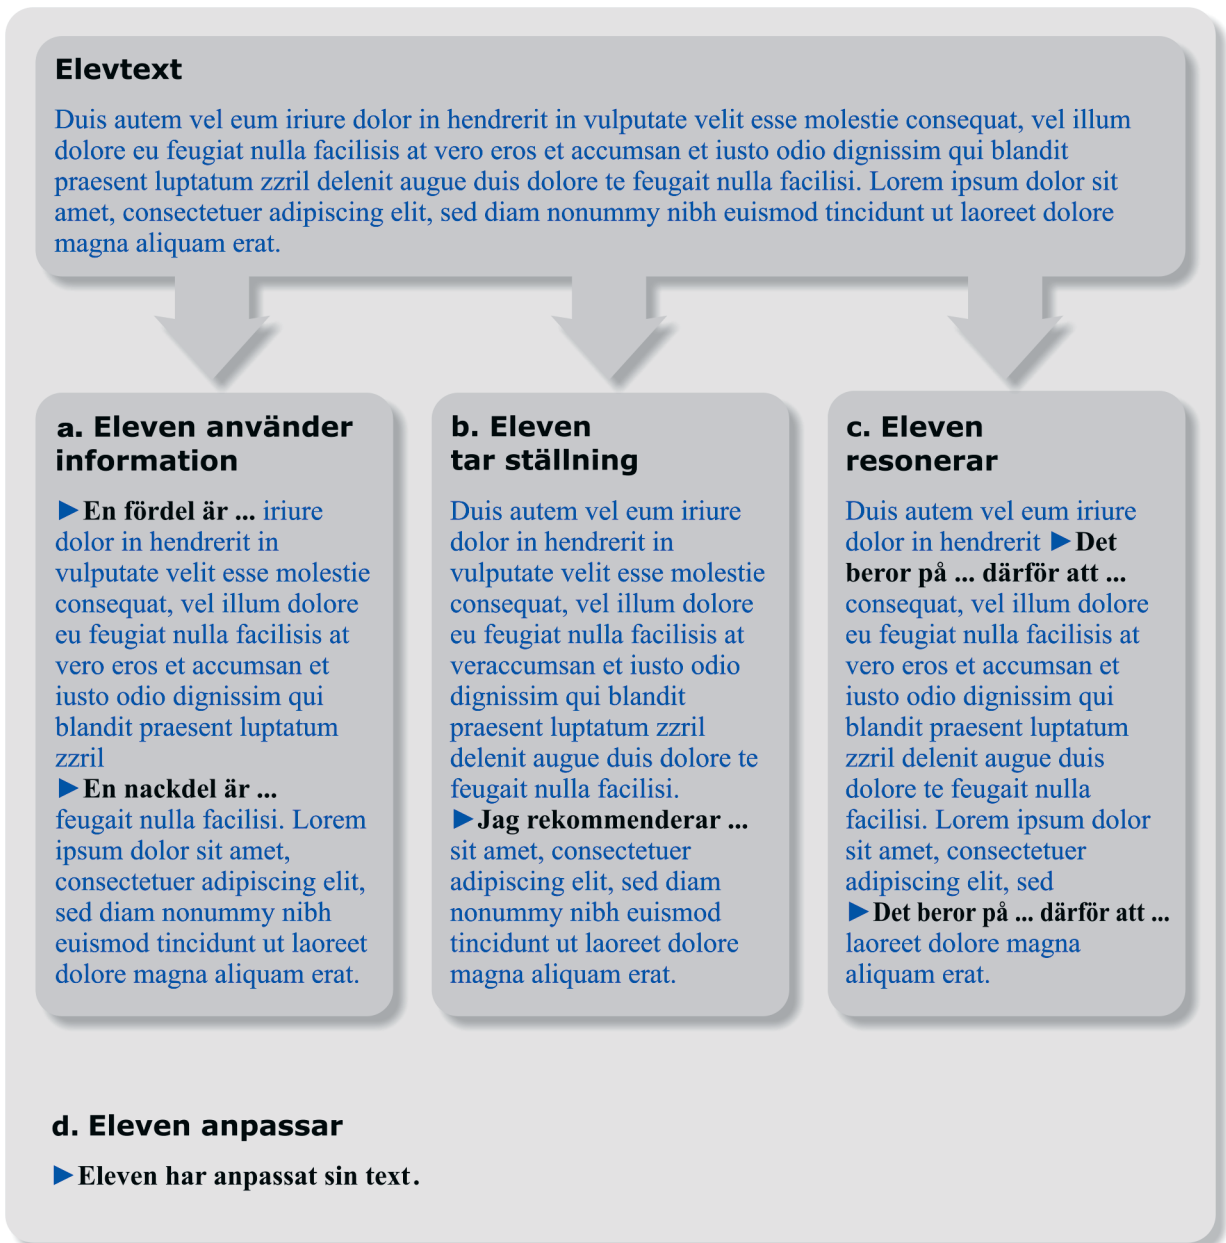 Elevtext
Duis autem vel eum iriure dolor in hendrerit in vulputate velit esse molestie consequat, vel illum
dolore eu feugiat nulla facilisis at vero eros et accumsan et iusto odio dignissim qui blandit
praesent luptatum zzril delenit augue duis dolore te feugait nulla facilisi. Lorem ipsum dolor sit
amet, consectetuer adipiscing elit, sed diam nonummy nibh euismod tincidunt ut laoreet dolore
magna aliquam erat.
a. Eleven använder
information
►En fördel är ... iriure
dolor in hendrerit in
vulputate velit esse molestie
consequat, vel illum dolore
eu feugiat nulla facilisis at
vero eros et accumsan et
iusto odio dignissim qui
blandit praesent luptatum
zzril
►En nackdel är ...
feugait nulla facilisi. Lorem
ipsum dolor sit amet,
consectetuer adipiscing elit,
sed diam nonummy nibh
euismod tincidunt ut laoreet
dolore magna aliquam erat.
b. Eleven
tar ställning
Duis autem vel eum iriure
dolor in hendrerit in
vulputate velit esse molestie
consequat, vel illum dolore
eu feugiat nulla facilisis at
veraccumsan et iusto odio
dignissim qui blandit
praesent luptatum zzril
delenit augue duis dolore te
feugait nulla facilisi.
►Jag rekommenderar ...
sit amet, consectetuer
adipiscing elit, sed diam
nonummy nibh euismod
tincidunt ut laoreet dolore
magna aliquam erat.
c. Eleven
resonerar
Duis autem vel eum iriure
dolor in hendrerit ►Det
beror på ... därför att ...
consequat, vel illum dolore
eu feugiat nulla facilisis at
vero eros et accumsan et
iusto odio dignissim qui
blandit praesent luptatum
zzril delenit augue duis
dolore te feugait nulla
facilisi. Lorem ipsum dolor
sit amet, consectetuer
adipiscing elit, sed
►Det beror på ... därför att ...
laoreet dolore magna
aliquam erat.
d. Eleven anpassar
►Eleven har anpassat sin text.